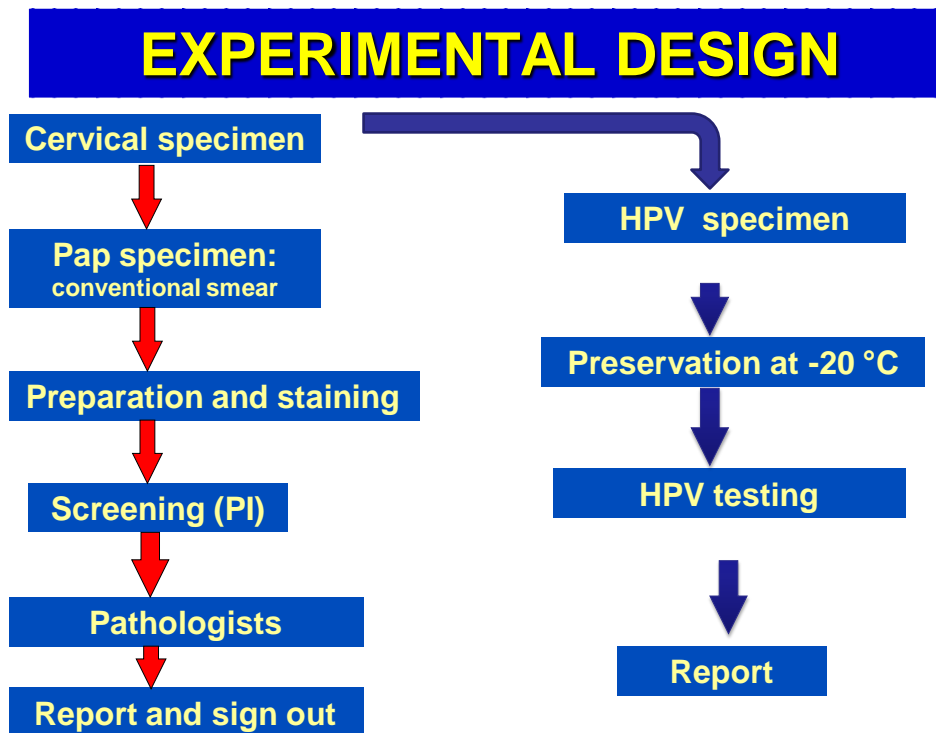 EXPERIMENTAL DESIGN
Cervical specimen
Pap specimen:
conventional smear
Preparation and staining
Screening (PI)
Pathologists
Report and sign out
HPV specimen
Preservation at -20 °C
HPV testing
Report